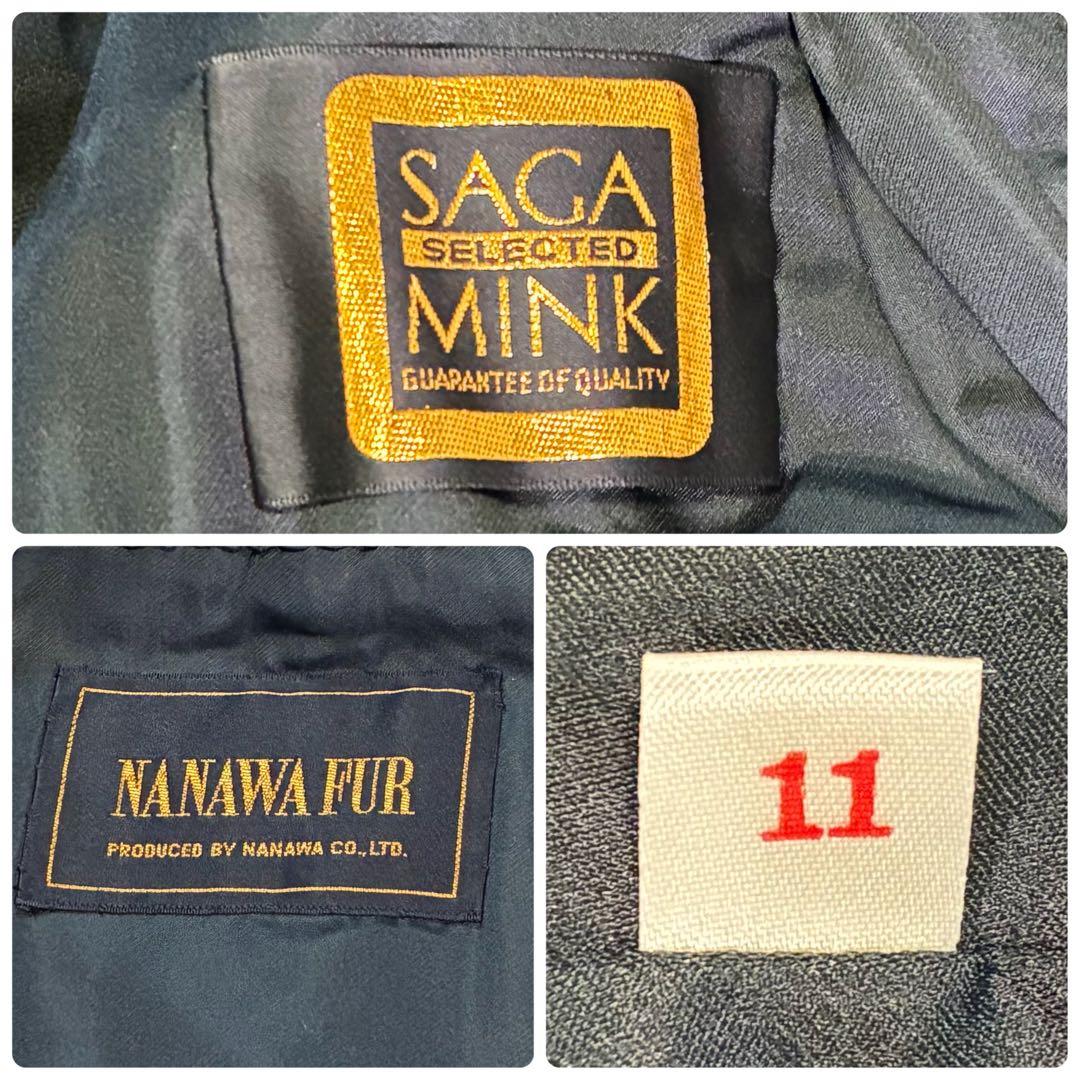 SAGA
SELECTED
MINK
GUARANTEE OF QUALITY
NANAWA FUR
PRODUCED BY NANAWA CO., LTD.
11